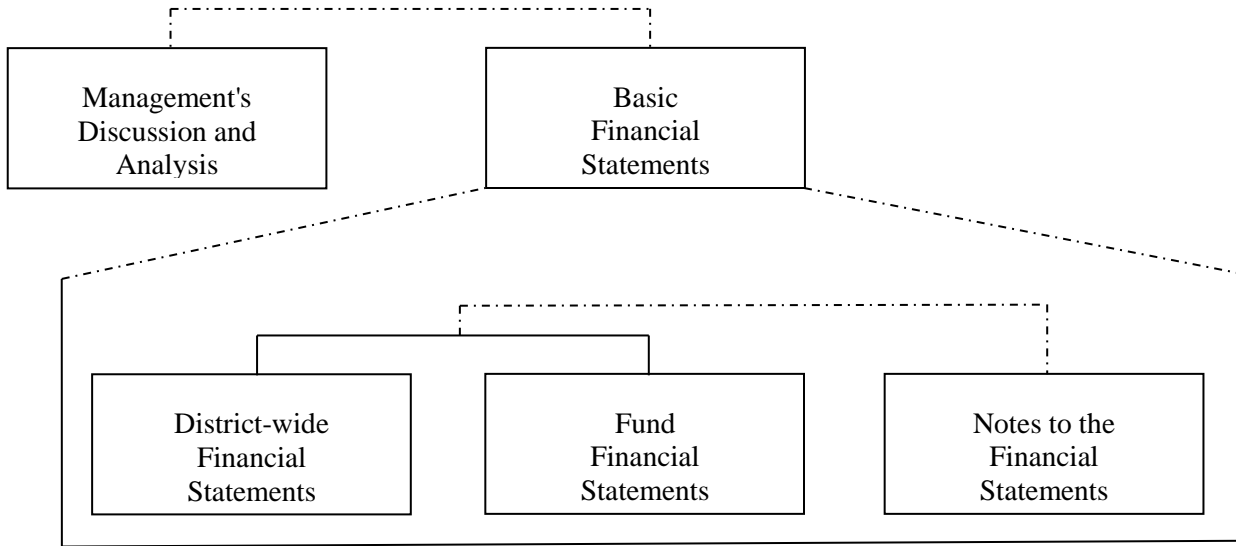 Management's
Discussion and
Analysis
Basic
Financial
Statements
District-wide
Financial
Statements
Fund
Financial
Statements
Notes to the
Financial
Statements